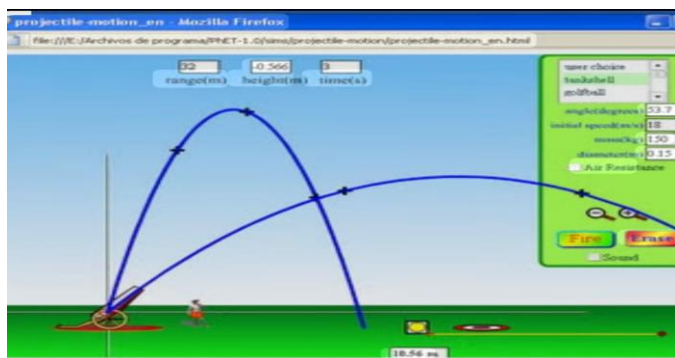 projectile-motion_en - Mozilla Firefox
file:///E:/Archivos de programa/PhET-1.0/sims/projectile-motion/projectile-motion_en.html
32 -0.566 3
range(m) height(m) time(s)
user choice
tankshell
golfball
angle(degrees) 53.7
initial speed(m/s) 18
mass(kg) 150
diameter(m) 0.15
Air Resistance
Fire Erase
Sound
18.56 m